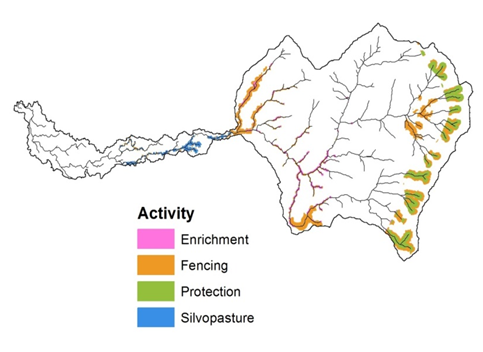 Activity
Enrichment
Fencing
Protection
Silvopasture